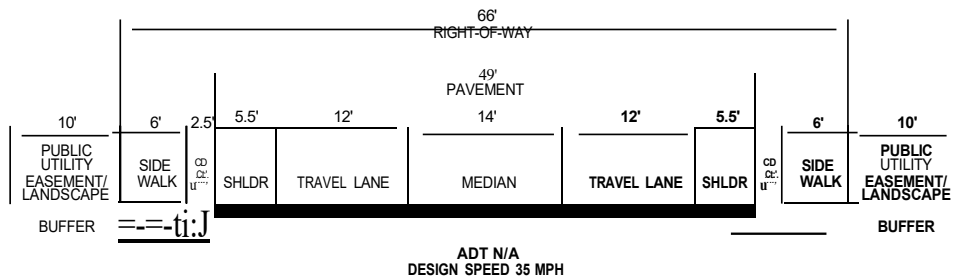 66'
RIGHT-OF-WAY
49'
PAVEMENT
10' 6' 2.5' 5.5' 12' 14' 12' 5.5' 6' 10'
PUBLIC
UTILITY
EASEMENT/
LANDSCAPE
BUFFER
SIDE
WALK
SHLDR
TRAVEL LANE
MEDIAN
TRAVEL LANE
SHLDR
SIDE
WALK
PUBLIC
UTILITY
EASEMENT/
LANDSCAPE
BUFFER
=-=-ti:J
ADT N/A
DESIGN SPEED 35 MPH